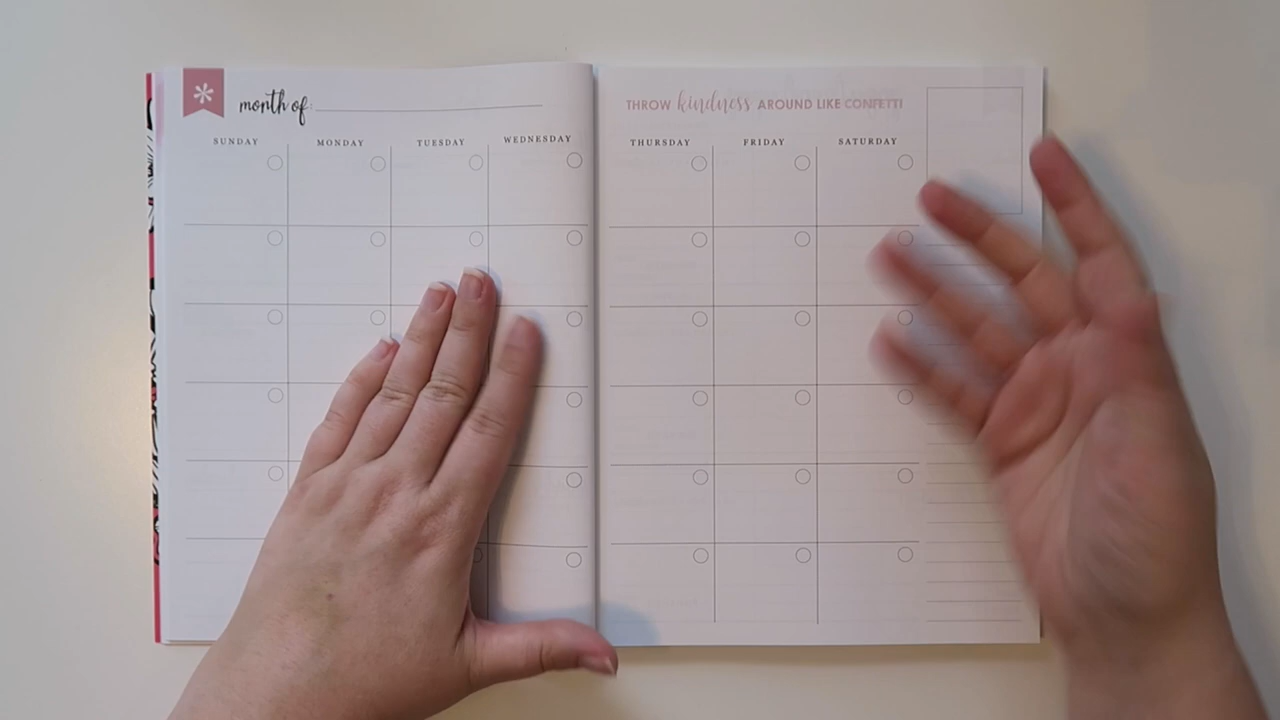 month of:
SUNDAY MONDAY TUESDAY WEDNESDAY
THROW kindness AROUND LIKE CONFETTI
THURSDAY FRIDAY SATURDAY